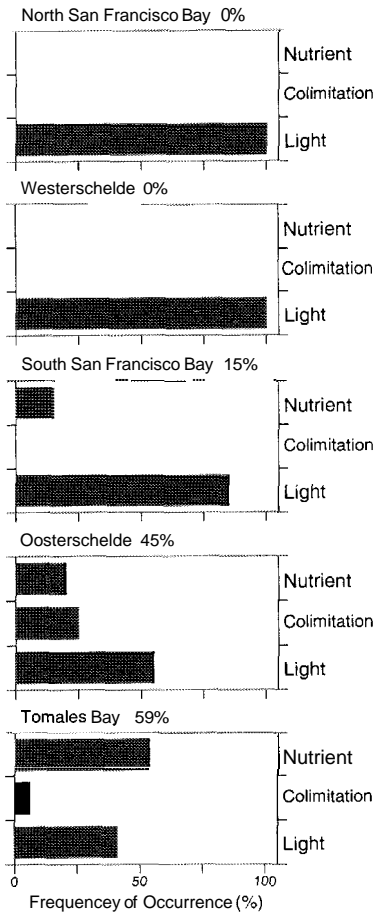 North San Francisco Bay 0%
Nutrient
Colimitation
Light
Westerschelde 0%
Nutrient
Colimitation
Light
South San Francisco Bay 15%
Nutrient
Colimitation
Light
Oosterschelde 45%
Nutrient
Colimitation
Light
Tomales Bay 59%
Nutrient
Colimitation
Light
0 50 100
Frequencey of Occurrence (%)